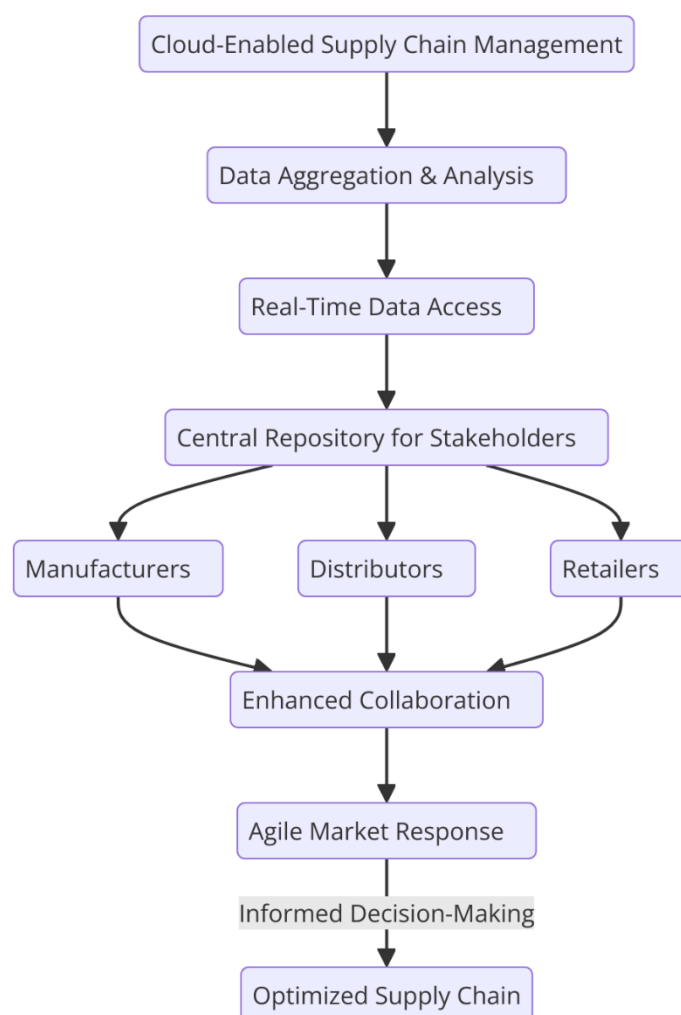 Cloud-Enabled Supply Chain Management
Data Aggregation & Analysis
Real-Time Data Access
Central Repository for Stakeholders
Manufacturers
Distributors
Retailers
Enhanced Collaboration
Agile Market Response
Informed Decision-Making
Optimized Supply Chain